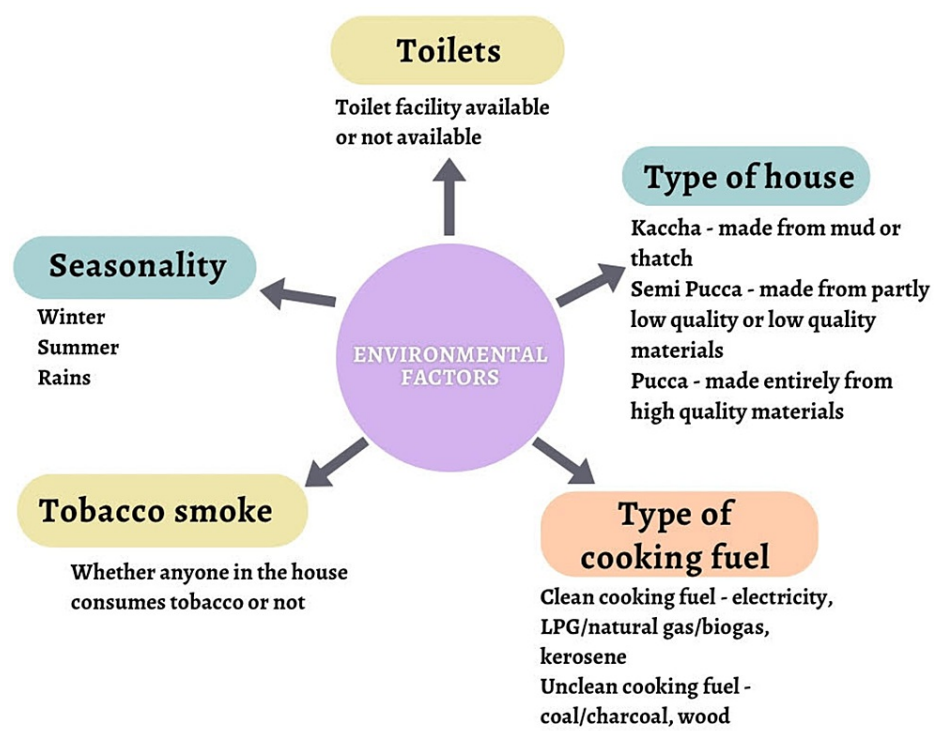 Toilets
Toilet facility available
or not available
Type of house
Kaccha - made from mud or
thatch
Semi Pucca - made from partly
low quality or low quality
materials
Pucca - made entirely from
high quality materials
Seasonality
Winter
Summer
Rains
ENVIRONMENTAL
FACTORS
Tobacco smoke
Whether anyone in the house
consumes tobacco or not
Type of
cooking fuel
Clean cooking fuel - electricity,
LPG/natural gas/biogas,
kerosene
Unclean cooking fuel -
coal/charcoal, wood